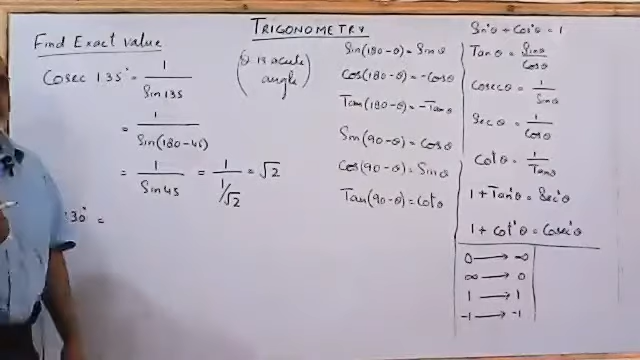 TRIGONOMETRY
Find Exact value
Cosec 135° = 1/Sin135
= 1/Sin(180-45)
= 1/Sin45 = 1/(1/√2) = √2
30° =
(θ is acute
angle)
Sin(180-θ) = Sinθ
Cos(180-θ) = -Cosθ
Tan(180-θ) = -Tanθ
Sin(90-θ) = Cosθ
Cos(90-θ) = Sinθ
Tan(90-θ) = Cotθ
Sin²θ + Cos²θ = 1
Tanθ = Sinθ/Cosθ
Cosecθ = 1/Sinθ
Secθ = 1/Cosθ
Cotθ = 1/Tanθ
1 + Tan²θ = Sec²θ
1 + Cot²θ = Cosec²θ
0 → ∞
∞ → 0
1 → 1
-1 → -1